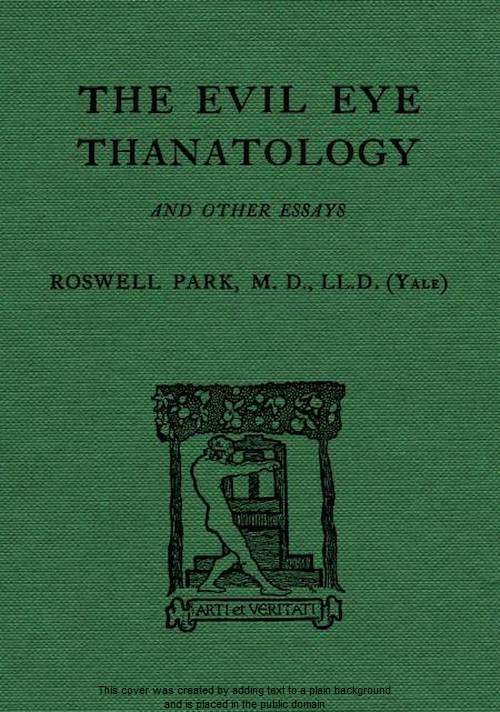 THE EVIL EYE
THANATOLOGY
AND OTHER ESSAYS
ROSWELL PARK, M. D., LL.D. (YALE)
ARTI et VERITATI
This cover was created by adding text to a plain background
and is placed in the public domain